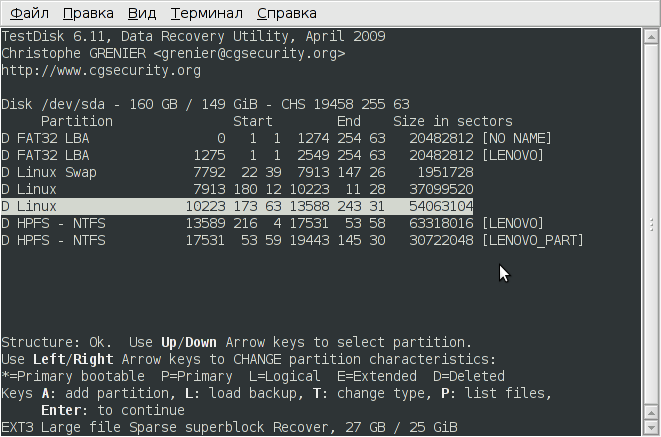 Файл Правка Вид Терминал Справка
TestDisk 6.11, Data Recovery Utility, April 2009
Christophe GRENIER <grenier@cgsecurity.org>
http://www.cgsecurity.org
Disk /dev/sda - 160 GB / 149 GiB - CHS 19458 255 63
Partition Start End Size in sectors
D FAT32 LBA 0 1 1 1274 254 63 20482812 [NO NAME]
D FAT32 LBA 1275 1 1 2549 254 63 20482812 [LENOVO]
D Linux Swap 7792 22 39 7913 147 26 1951728
D Linux 7913 180 12 10223 11 28 37099520
D Linux 10223 173 63 13588 243 31 54063104
D HPFS - NTFS 13589 216 4 17531 53 58 63318016 [LENOVO]
D HPFS - NTFS 17531 53 59 19443 145 30 30722048 [LENOVO_PART]
Structure: Ok. Use Up/Down Arrow keys to select partition.
Use Left/Right Arrow keys to CHANGE partition characteristics:
*=Primary bootable P=Primary L=Logical E=Extended D=Deleted
Keys A: add partition, L: load backup, T: change type, P: list files,
Enter: to continue
EXT3 Large file Sparse superblock Recover, 27 GB / 25 GiB